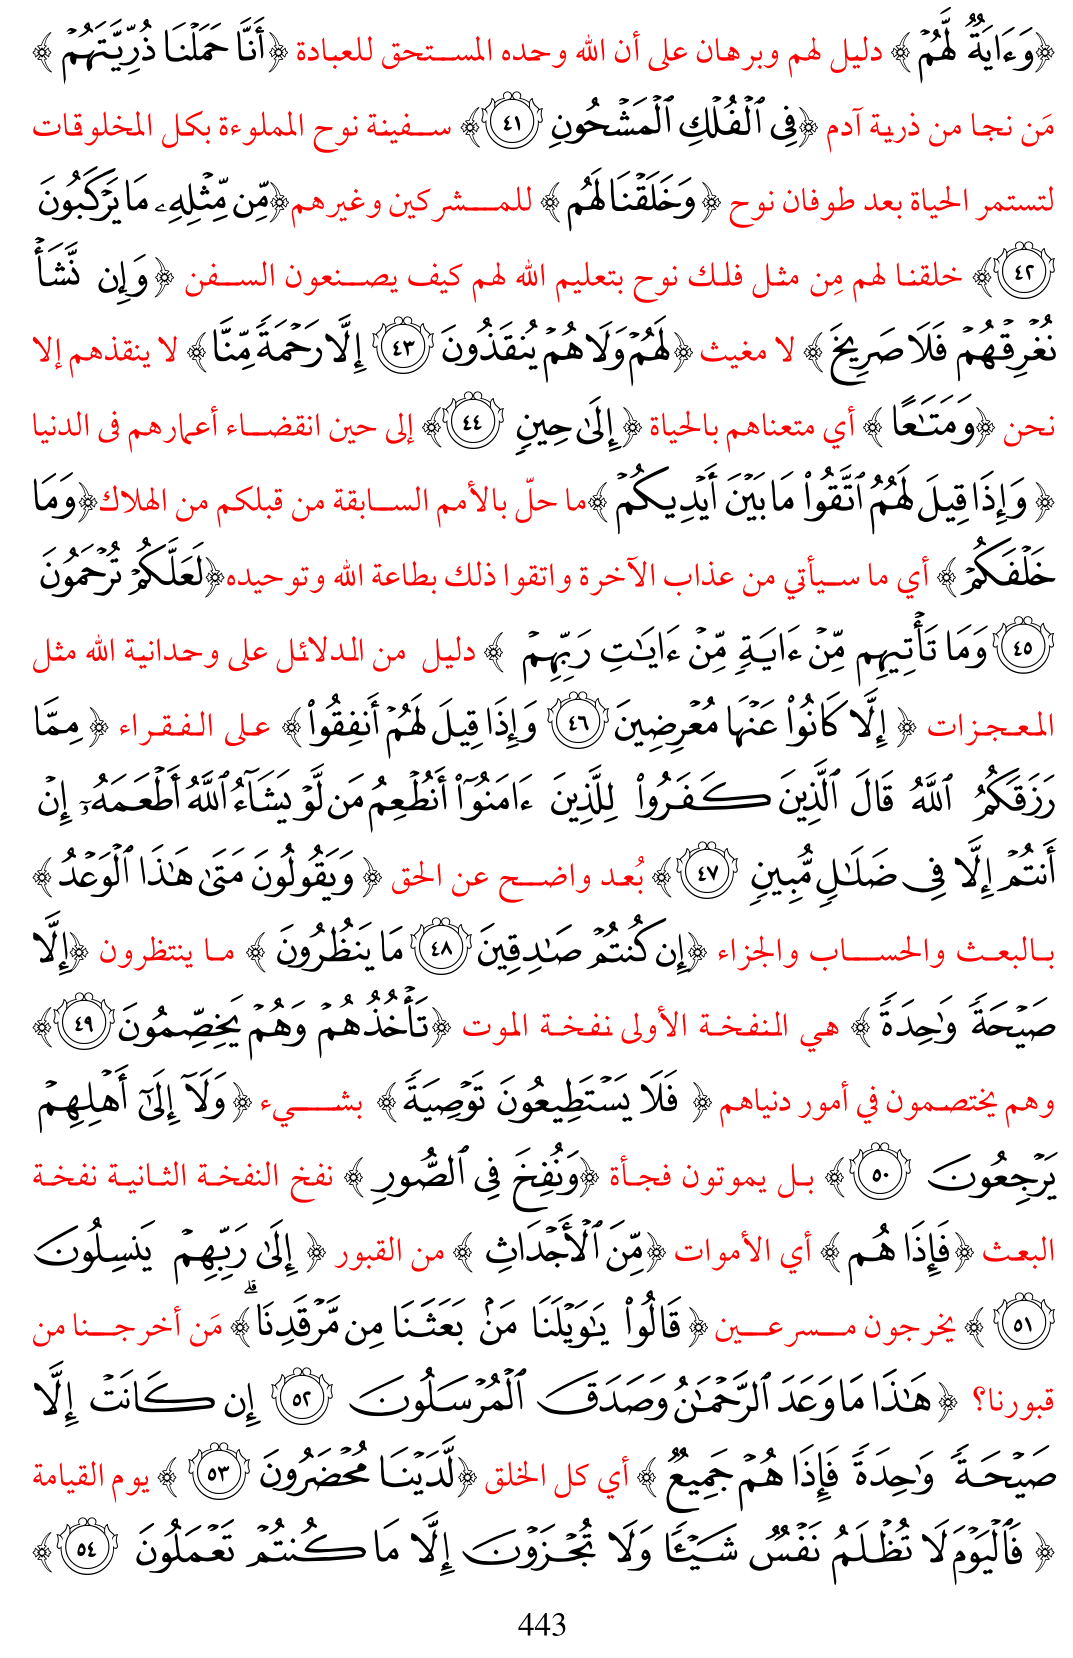 ﴿وَءَايَةٌ لَّهُمْ﴾ دليل لهم وبرهان على أن الله وحده المستحق للعبادة ﴿أَنَّا حَمَلْنَا ذُرِّيَّتَهُمْ﴾
مَن نجا من ذرية آدم ﴿فِى ٱلْفُلْكِ ٱلْمَشْحُونِ ٤١﴾ سفينة نوح المملوءة بكل المخلوقات
لتستمر الحياة بعد طوفان نوح ﴿وَخَلَقْنَا لَهُم﴾ للمشركين وغيرهم﴿مِّن مِّثْلِهِۦ مَا يَرْكَبُونَ
٤٢﴾ خلقنا لهم مِن مثل فلك نوح بتعليم الله لهم كيف يصنعون السفن ﴿وَإِن نَّشَأْ
نُغْرِقْهُمْ فَلَا صَرِيخَ﴾ لا مغيث ﴿لَهُمْ وَلَا هُمْ يُنقَذُونَ ٤٣ إِلَّا رَحْمَةً مِّنَّا﴾ لا ينقذهم إلا
نحن ﴿وَمَتَـٰعًا﴾ أي متعناهم بالحياة ﴿إِلَىٰ حِينٍ ٤٤﴾ إلى حين انقضاء أعمارهم فى الدنيا
﴿وَإِذَا قِيلَ لَهُمُ ٱتَّقُوا۟ مَا بَيْنَ أَيْدِيكُمْ﴾ما حلّ بالأمم السابقة من قبلكم من الهلاك﴿وَمَا
خَلْفَكُمْ﴾ أي ما سيأتي من عذاب الآخرة واتقوا ذلك بطاعة الله وتوحيده﴿لَعَلَّكُمْ تُرْحَمُونَ
٤٥ وَمَا تَأْتِيهِم مِّنْ ءَايَةٍ مِّنْ ءَايَـٰتِ رَبِّهِمْ ﴾ دليل من الدلائل على وحدانية الله مثل
المعجزات ﴿إِلَّا كَانُوا۟ عَنْهَا مُعْرِضِينَ ٤٦ وَإِذَا قِيلَ لَهُمْ أَنفِقُوا۟﴾ على الفقراء ﴿مِمَّا
رَزَقَكُمُ ٱللَّهُ قَالَ ٱلَّذِينَ كَفَرُوا۟ لِلَّذِينَ ءَامَنُوٓا۟ أَنُطْعِمُ مَن لَّوْ يَشَآءُ ٱللَّهُ أَطْعَمَهُۥٓ إِنْ
أَنتُمْ إِلَّا فِى ضَلَـٰلٍ مُّبِينٍ ٤٧﴾ بُعد واضح عن الحق ﴿وَيَقُولُونَ مَتَىٰ هَـٰذَا ٱلْوَعْدُ﴾
بالبعث والحساب والجزاء ﴿إِن كُنتُمْ صَـٰدِقِينَ ٤٨ مَا يَنظُرُونَ﴾ ما ينتظرون ﴿إِلَّا
صَيْحَةً وَٰحِدَةً﴾ هي النفخة الأولى نفخة الموت ﴿تَأْخُذُهُمْ وَهُمْ يَخِصِّمُونَ ٤٩﴾
وهم يختصمون في أمور دنياهم ﴿فَلَا يَسْتَطِيعُونَ تَوْصِيَةً﴾ بشيء ﴿وَلَآ إِلَىٰٓ أَهْلِهِمْ
يَرْجِعُونَ ٥٠﴾ بل يموتون فجأة ﴿وَنُفِخَ فِى ٱلصُّورِ﴾ نفخ النفخة الثانية نفخة
البعث ﴿فَإِذَا هُم﴾ أي الأموات ﴿مِّنَ ٱلْأَجْدَاثِ﴾ من القبور ﴿إِلَىٰ رَبِّهِمْ يَنسِلُونَ
٥١﴾ يخرجون مسرعين ﴿قَالُوا۟ يَـٰوَيْلَنَا مَنۢ بَعَثَنَا مِن مَّرْقَدِنَا ۗ﴾ مَن أخرجنا من
قبورنا؟ ﴿هَـٰذَا مَا وَعَدَ ٱلرَّحْمَـٰنُ وَصَدَقَ ٱلْمُرْسَلُونَ ٥٢ إِن كَانَتْ إِلَّا
صَيْحَةً وَٰحِدَةً فَإِذَا هُمْ جَمِيعٌ﴾ أي كل الخلق ﴿لَّدَيْنَا مُحْضَرُونَ ٥٣﴾ يوم القيامة
﴿فَٱلْيَوْمَ لَا تُظْلَمُ نَفْسٌ شَيْـًٔا وَلَا تُجْزَوْنَ إِلَّا مَا كُنتُمْ تَعْمَلُونَ ٥٤﴾
443